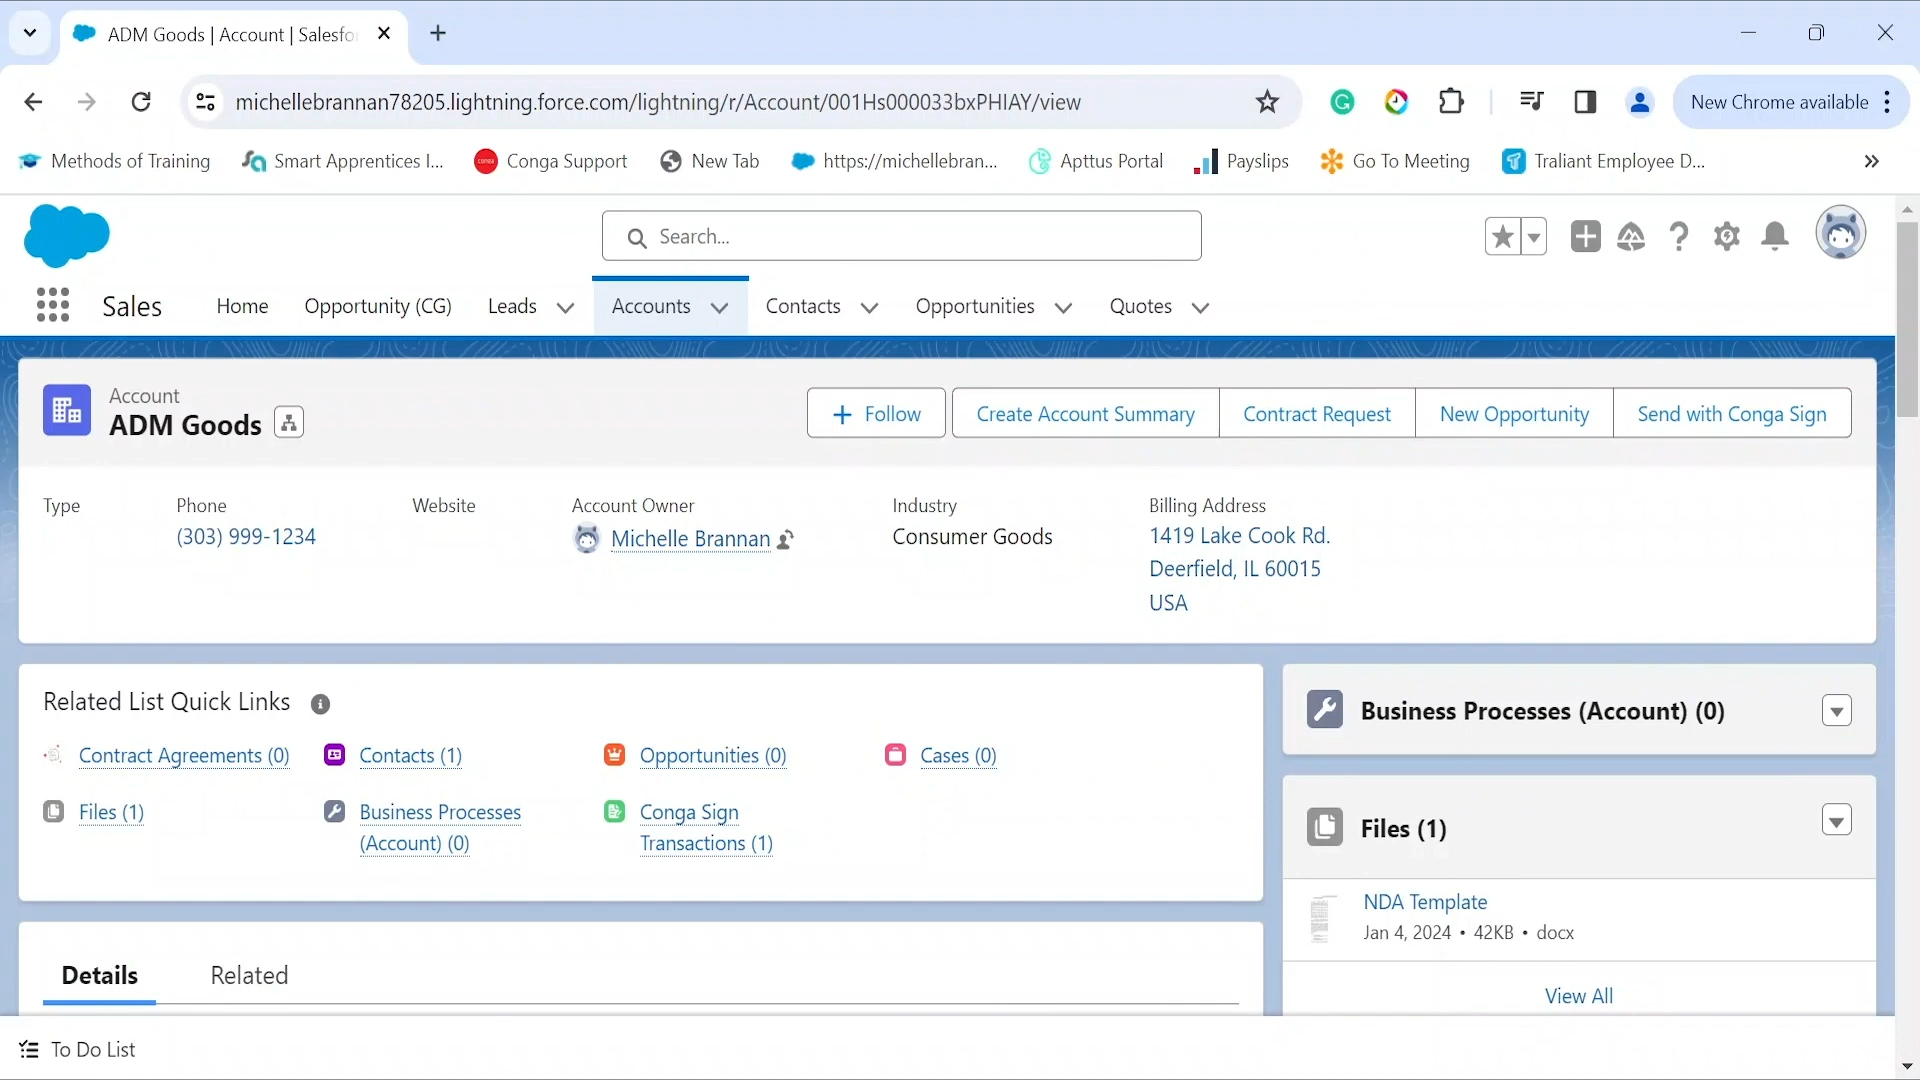 ADM Goods | Account | Salesfo
michellebrannan78205.lightning.force.com/lightning/r/Account/001Hs000033bxPHIAY/view
New Chrome available
Methods of Training
Smart Apprentices I...
conga
Conga Support
New Tab
https://michellebran...
Apttus Portal
Payslips
Go To Meeting
Traliant Employee D...
Search...
Sales
Home
Opportunity (CG)
Leads
Accounts
Contacts
Opportunities
Quotes
Account
ADM Goods
Follow
Create Account Summary
Contract Request
New Opportunity
Send with Conga Sign
Type
Phone
(303) 999-1234
Website
Account Owner
Michelle Brannan
Industry
Consumer Goods
Billing Address
1419 Lake Cook Rd.
Deerfield, IL 60015
USA
Related List Quick Links
Contract Agreements (0)
Contacts (1)
Opportunities (0)
Cases (0)
Files (1)
Business Processes
(Account) (0)
Conga Sign
Transactions (1)
Business Processes (Account) (0)
Files (1)
NDA Template
Jan 4, 2024 • 42KB • docx
View All
Details
Related
To Do List